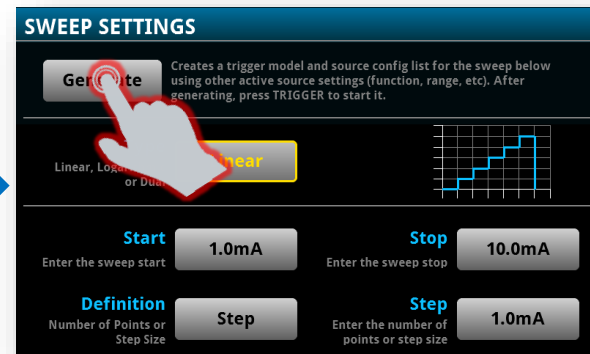 SWEEP SETTINGS
Creates a trigger model and source config list for the sweep below
using other active source settings (function, range, etc). After
generating, press TRIGGER to start it.
Linear,
or
Start
Enter the sweep start
1.0mA
Stop
Enter the sweep stop
10.0mA
Definition
Number of Points or
Step Size
Step
Step
Enter the number of
points or step size
1.0mA